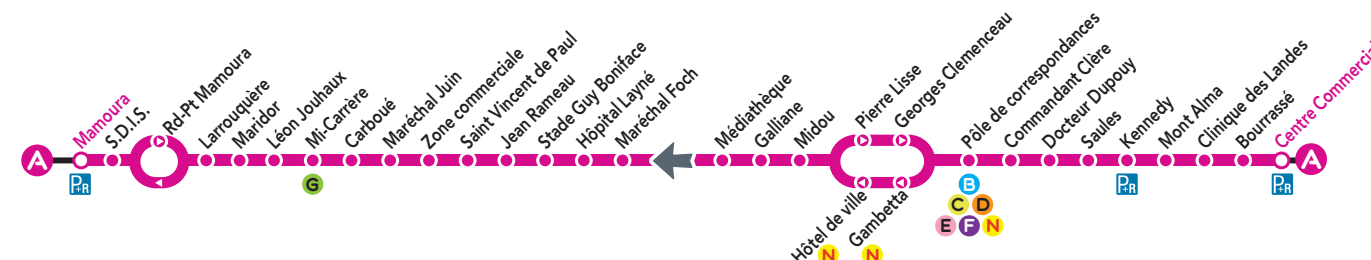 A
Mamoura
P+R
S.D.I.S.
Rd-Pt Mamoura
Larrouquère
Maridor
Léon Jouhaux
Mi-Carrère
G
Carboué
Maréchal Juin
Zone commerciale
Saint Vincent de Paul
Jean Rameau
Stade Guy Boniface
Hôpital Layné
Maréchal Foch
Médiathèque
Galliane
Midou
Pierre Lisse
Georges Clemenceau
Hôtel de ville
N
Gambetta
N
Pôle de correspondances
B
C D
E F N
Commandant Clère
Docteur Dupouy
Saules
Kennedy
P+R
Mont Alma
Clinique des Landes
Bourrassé
Centre Commercial
P+R
A